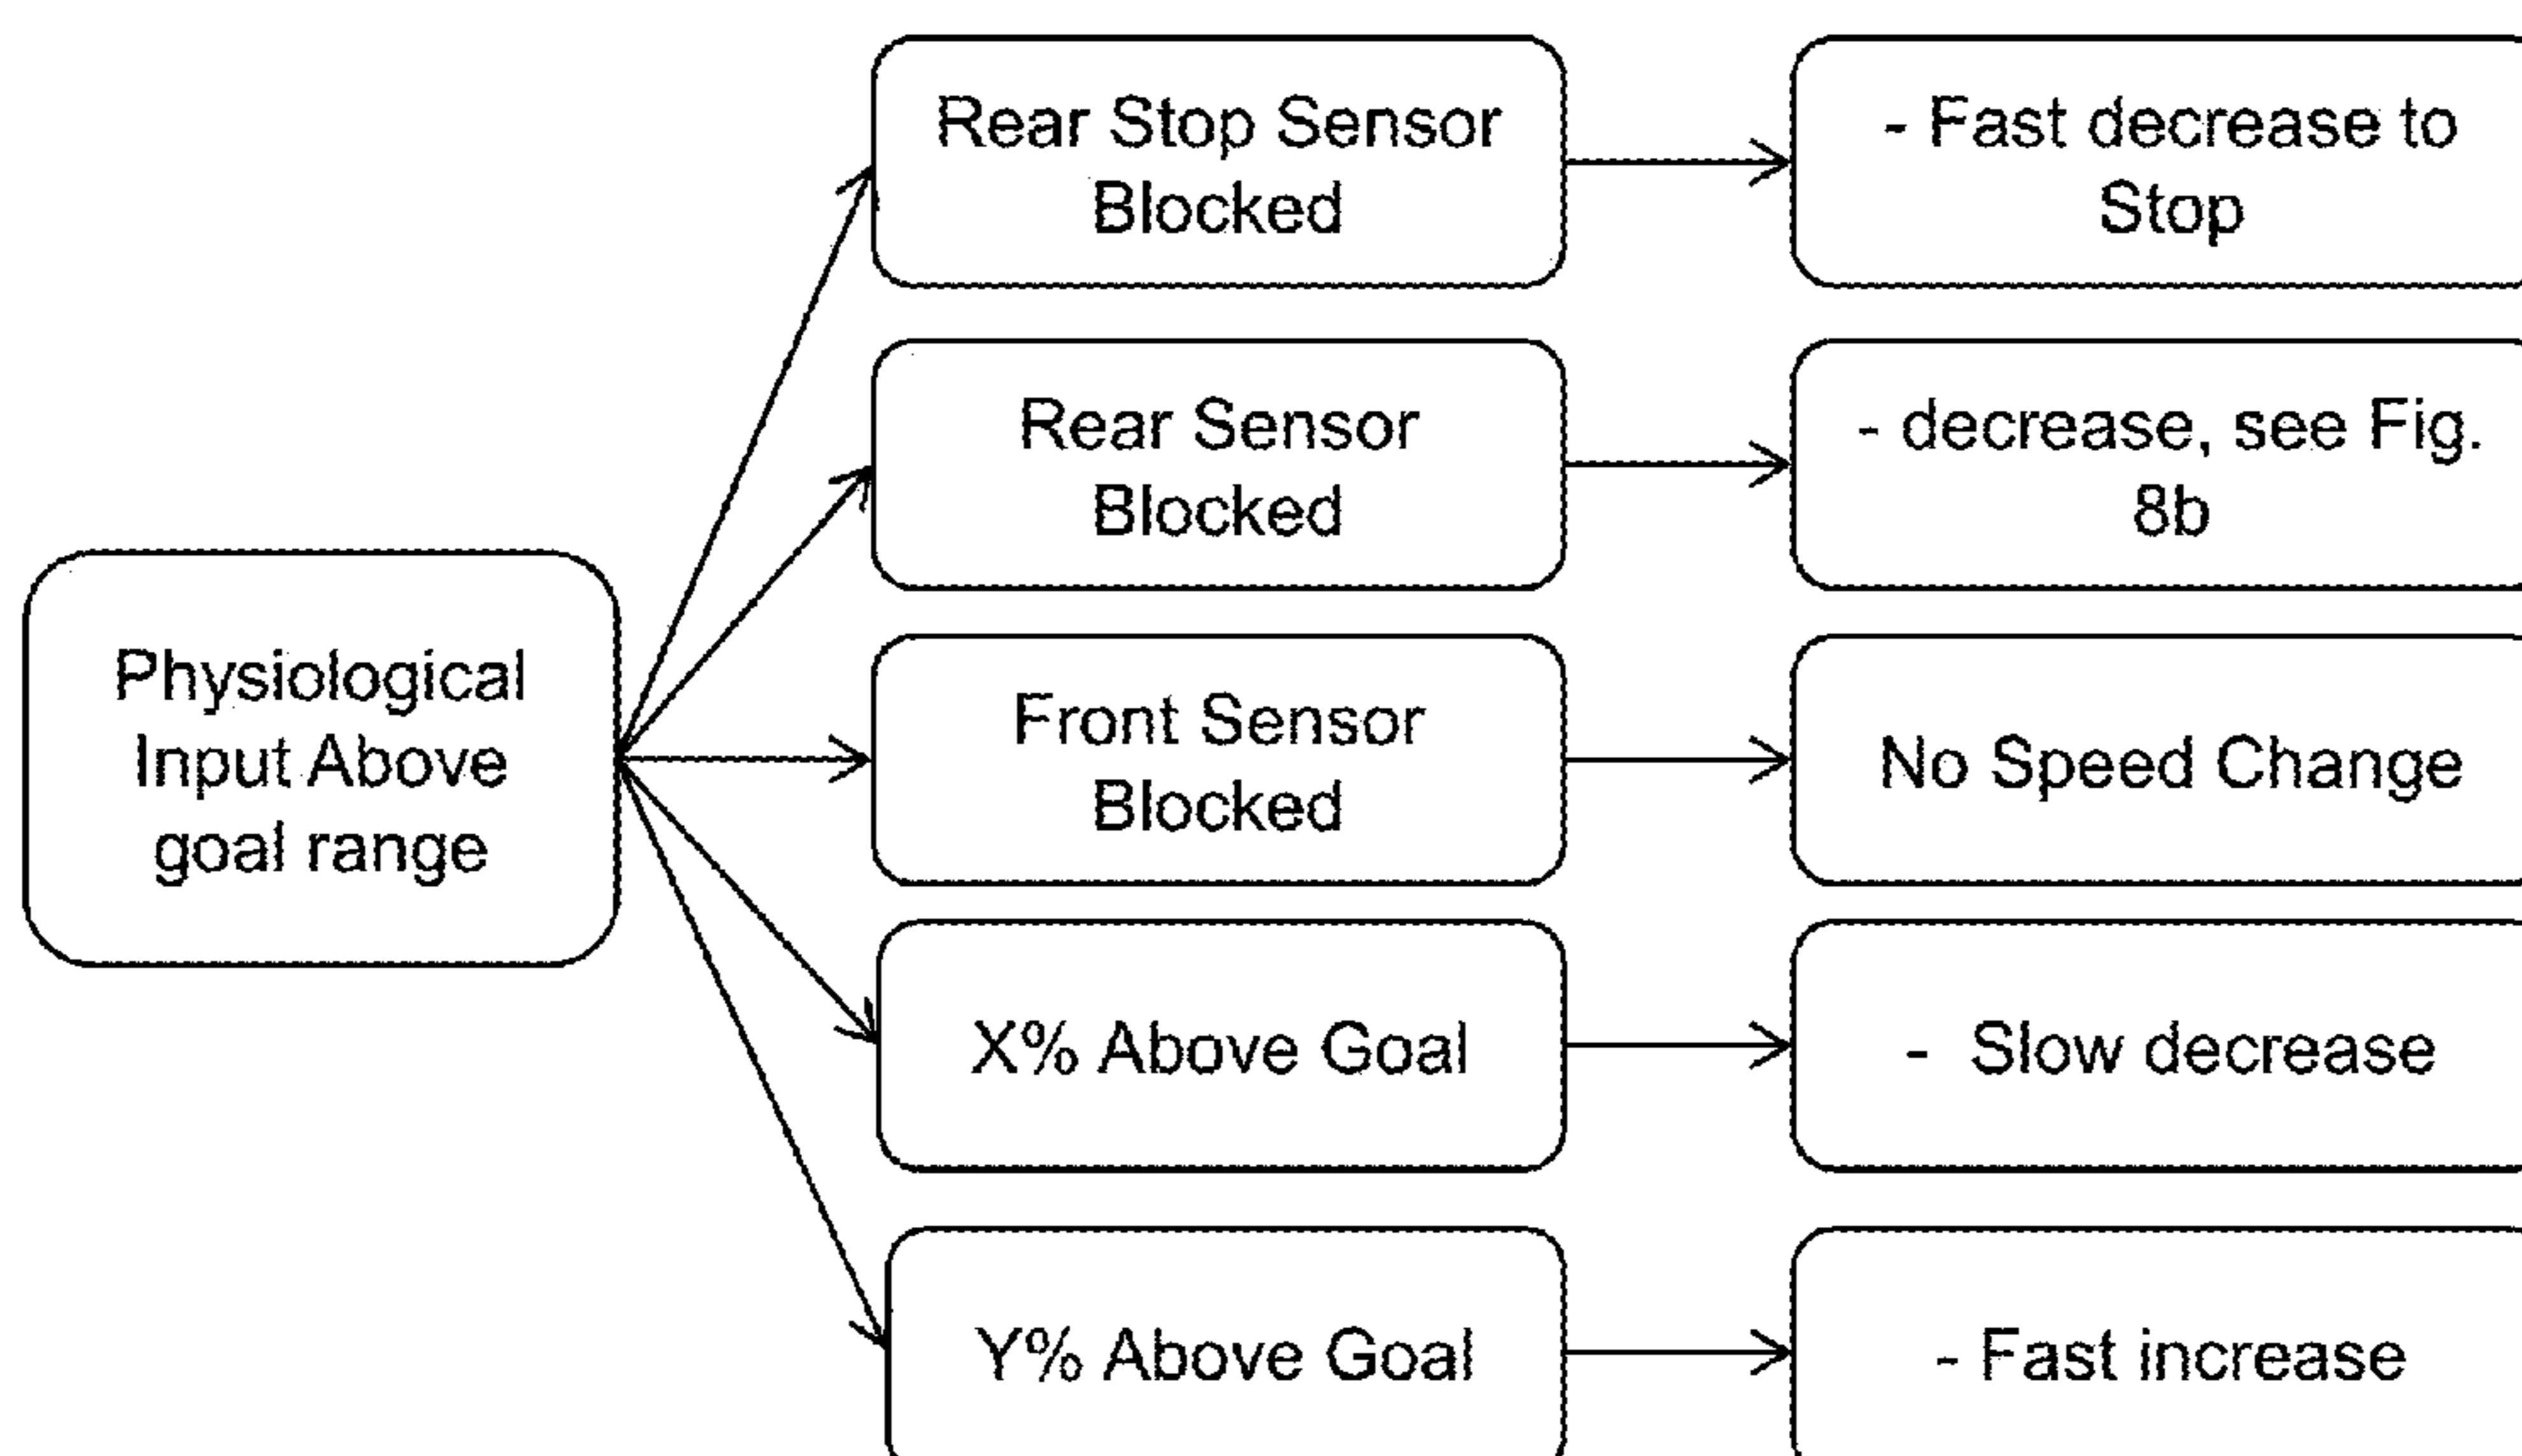 Physiological
Input Above
goal range
Rear Stop Sensor
Blocked
- Fast decrease to
Stop
Rear Sensor
Blocked
- decrease, see Fig.
8b
Front Sensor
Blocked
No Speed Change
X% Above Goal
- Slow decrease
Y% Above Goal
- Fast increase